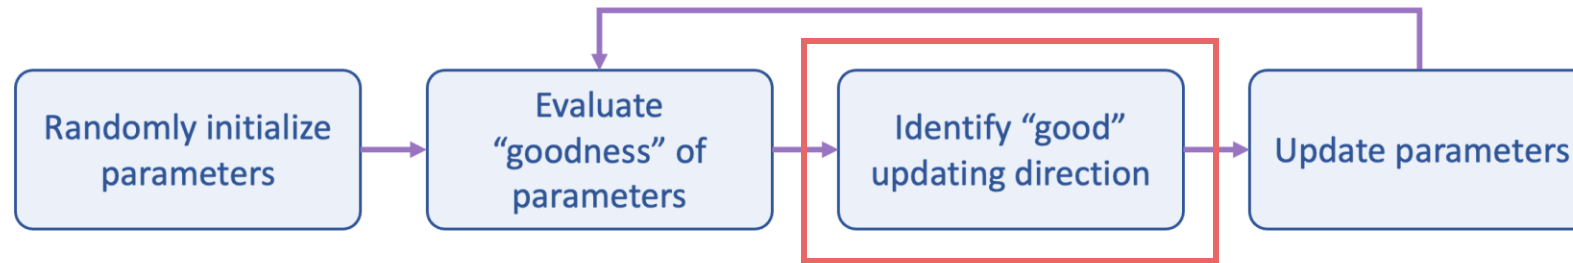 Randomly initialize
parameters
Evaluate
“goodness” of
parameters
Identify “good”
updating direction
Update parameters